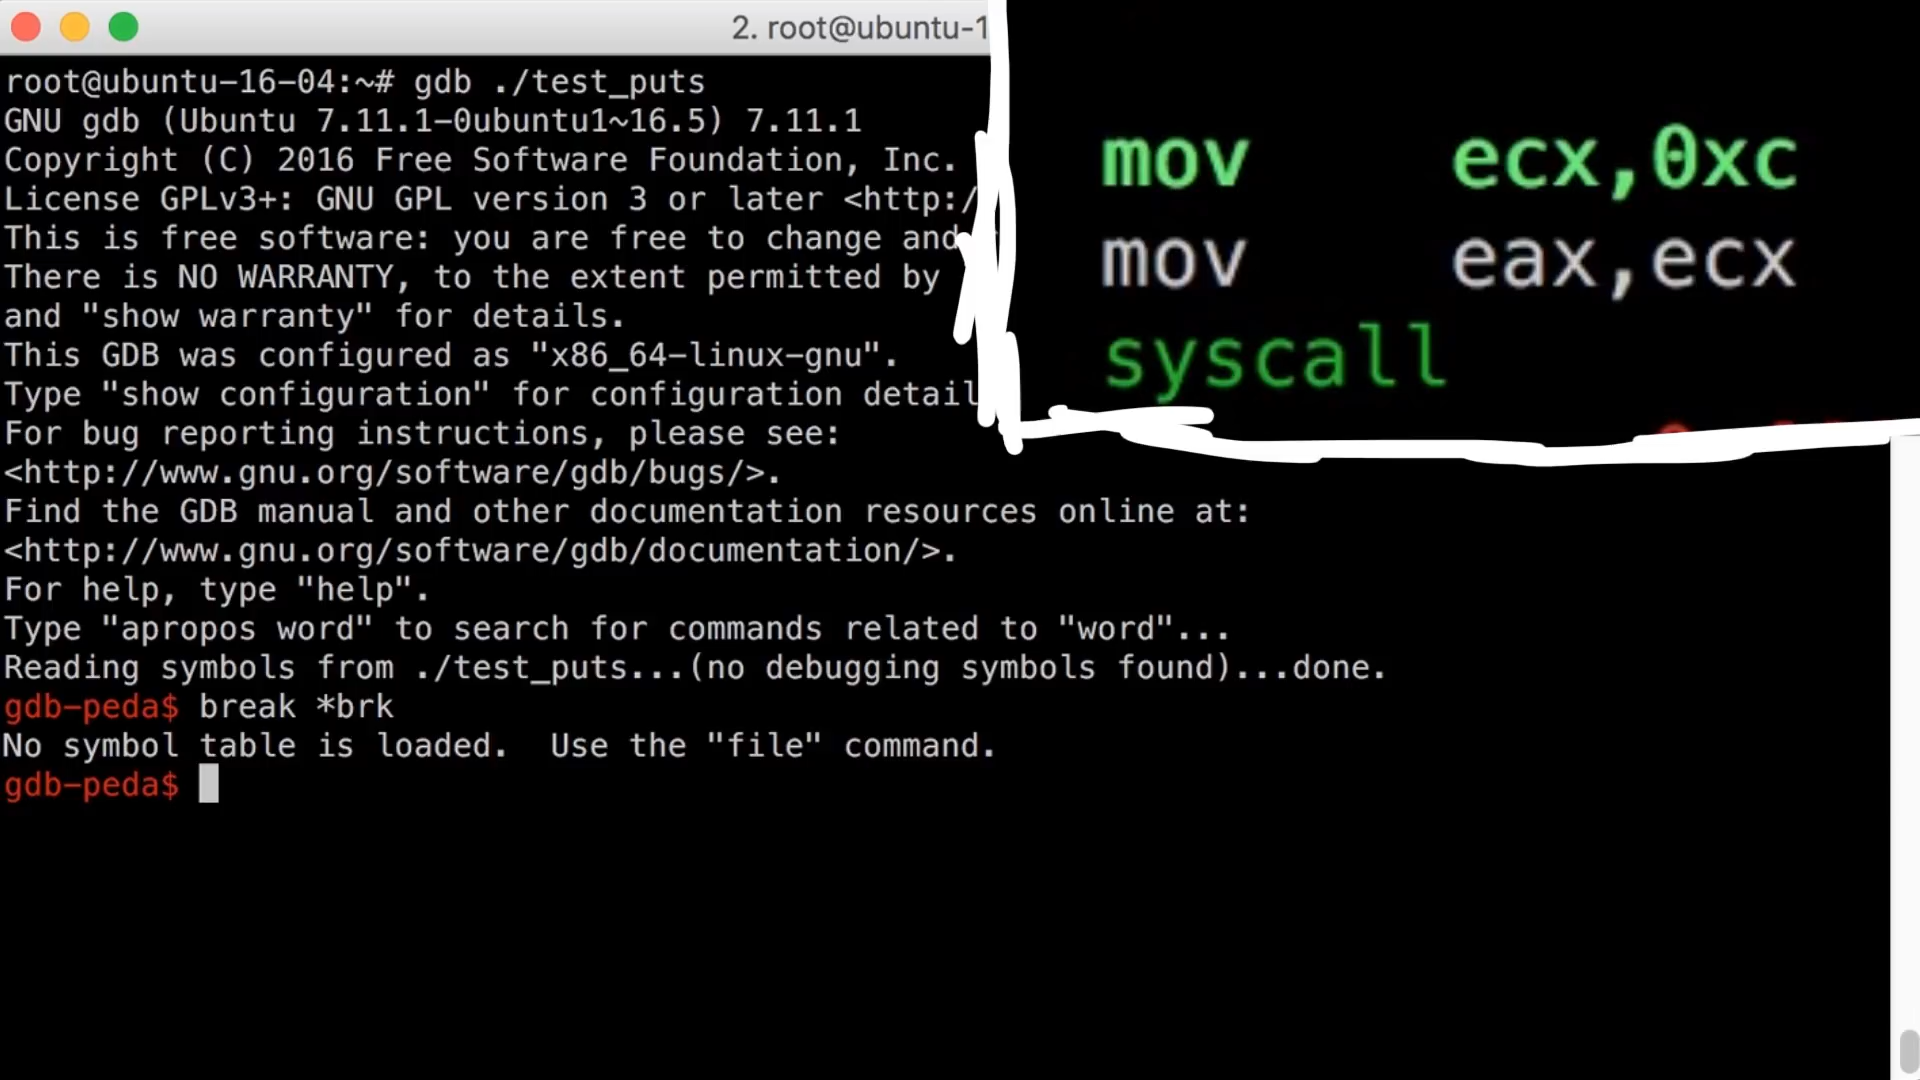 2. root@ubuntu-1
root@ubuntu-16-04:~# gdb ./test_puts
GNU gdb (Ubuntu 7.11.1-0ubuntu1~16.5) 7.11.1
Copyright (C) 2016 Free Software Foundation, Inc.
License GPLv3+: GNU GPL version 3 or later <http:/
This is free software: you are free to change and
There is NO WARRANTY, to the extent permitted by
and "show warranty" for details.
This GDB was configured as "x86_64-linux-gnu".
Type "show configuration" for configuration detail
For bug reporting instructions, please see:
<http://www.gnu.org/software/gdb/bugs/>.
Find the GDB manual and other documentation resources online at:
<http://www.gnu.org/software/gdb/documentation/>.
For help, type "help".
Type "apropos word" to search for commands related to "word"...
Reading symbols from ./test_puts...(no debugging symbols found)...done.
gdb-peda$ break *brk
No symbol table is loaded.  Use the "file" command.
gdb-peda$
mov ecx,0xc
mov eax,ecx
syscall